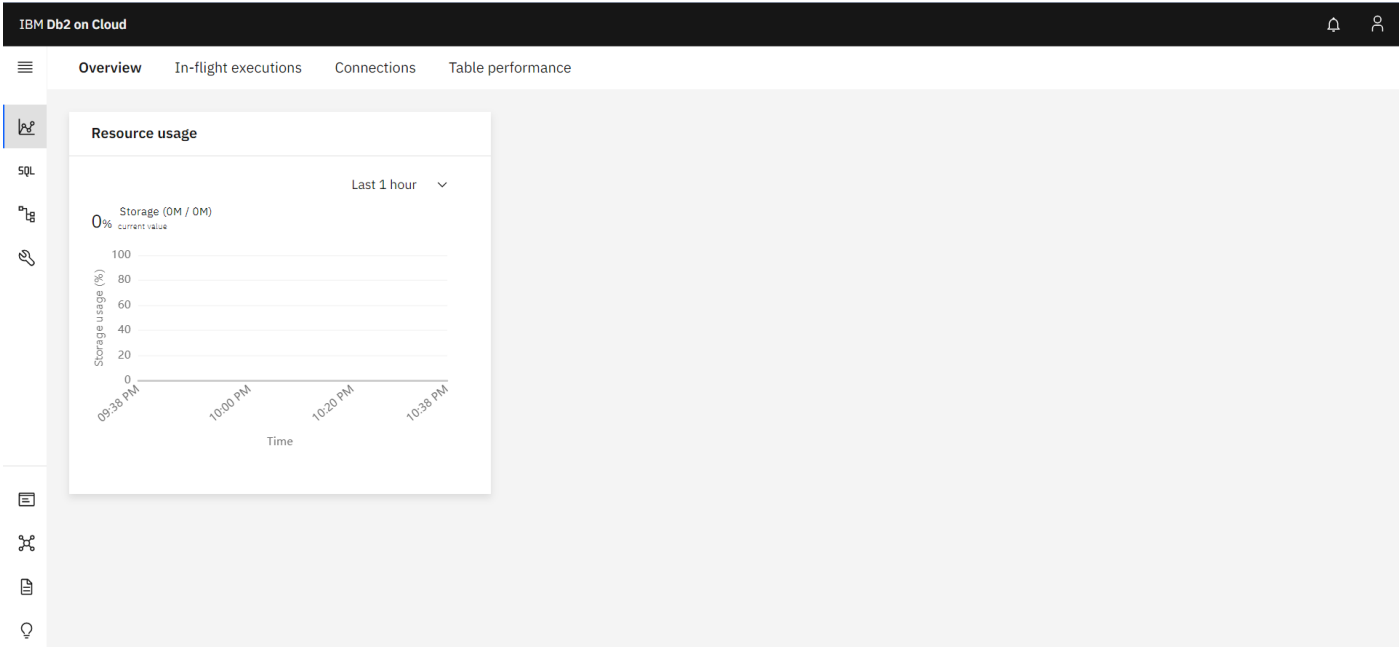 IBM Db2 on Cloud
Overview In-flight executions Connections Table performance
Resource usage
SQL
Last 1 hour
0% Storage (0M / 0M)
current value
100
80
60
40
20
0
Storage usage (%)
09:38 PM 10:00 PM 10:20 PM 10:38 PM
Time